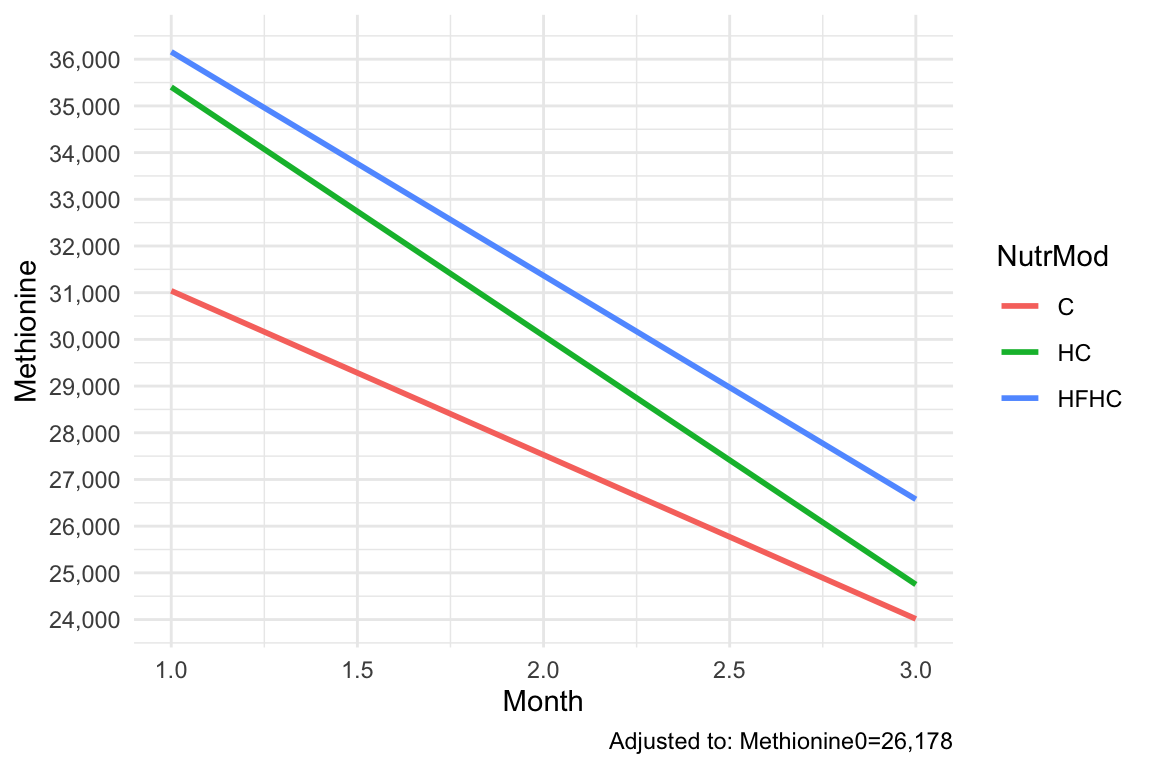 36,000
35,000
34,000
33,000
32,000
31,000
30,000
29,000
28,000
27,000
26,000
25,000
24,000
Methionine
1.0 1.5 2.0 2.5 3.0
Month
Adjusted to: Methionine0=26,178
NutrMod
C
HC
HFHC